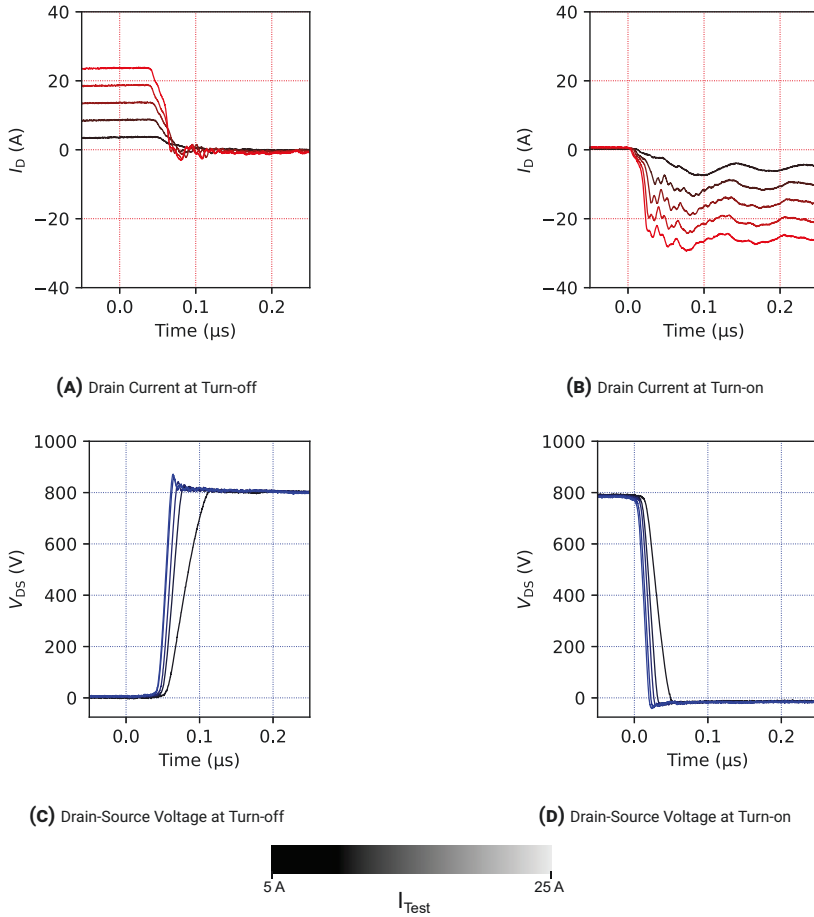 40
20
0
−20
−40
I_D (A)
0.0 0.1 0.2
Time (μs)
(A) Drain Current at Turn-off
40
20
0
−20
−40
I_D (A)
0.0 0.1 0.2
Time (μs)
(B) Drain Current at Turn-on
1000
800
600
400
200
0
V_DS (V)
0.0 0.1 0.2
Time (μs)
(C) Drain-Source Voltage at Turn-off
1000
800
600
400
200
0
V_DS (V)
0.0 0.1 0.2
Time (μs)
(D) Drain-Source Voltage at Turn-on
5 A 25 A
I_Test